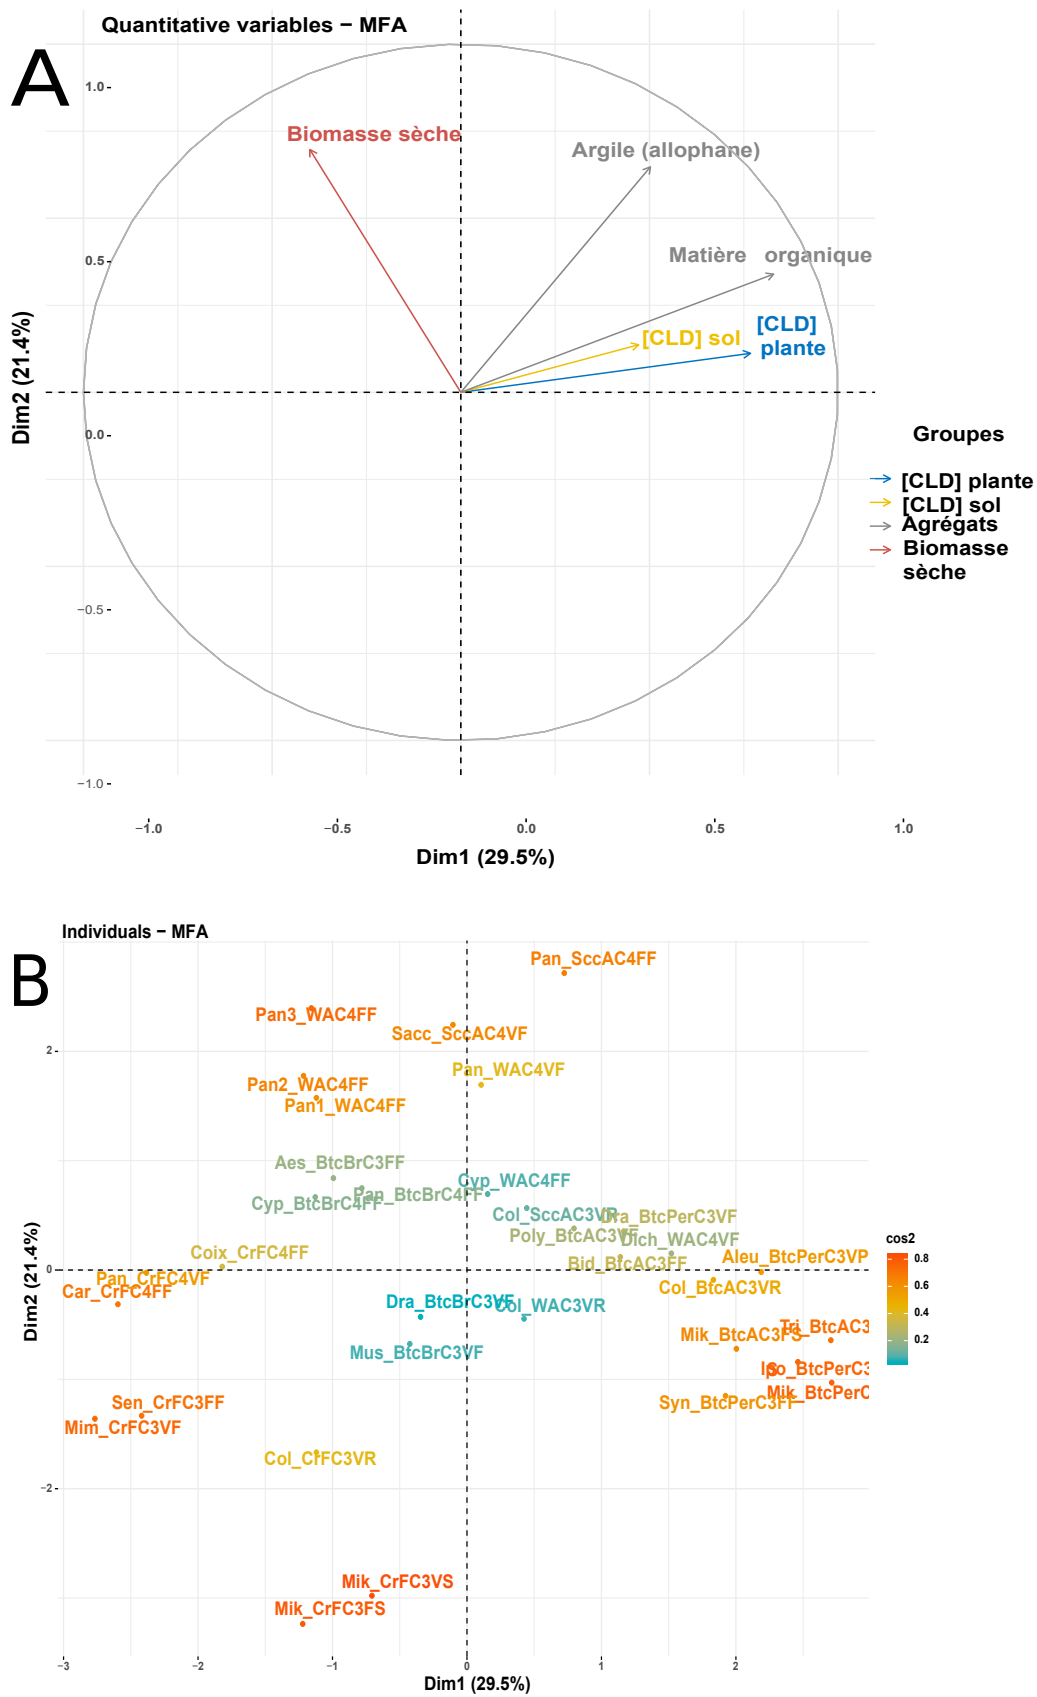 Quantitative variables − MFA
A
1.0
Biomasse sèche
Argile (allophane)
0.5
Matière organique
[CLD] sol
[CLD]
plante
Dim2 (21.4%)
0.0
Groupes
[CLD] plante
[CLD] sol
Agrégats
Biomasse
sèche
−0.5
−1.0
−1.0 −0.5 0.0 0.5 1.0
Dim1 (29.5%)
Individuals − MFA
B
Pan_SccAC4FF
Pan3_WAC4FF
Sacc_SccAC4VF
2
Pan_WAC4VF
Pan2_WAC4FF
Pan1_WAC4FF
Aes_BtcBrC3FF
Cyp_WAC4FF
Pan_BtcBrC4FF
Cyp_BtcBrC4FF
Col_SccAC3VR
Dra_BtcPerC3VF
Poly_BtcAC3VF
Dich_WAC4VF
Coix_CrFC4FF
Bid_BtcAC3FF
Aleu_BtcPerC3VP
0
Pan_CrFC4VF
Car_CrFC4FF
Col_BtcAC3VR
Dim2 (21.4%)
Dra_BtcBrC3VF
Col_WAC3VR
Tri_BtcAC3
Mik_BtcAC3FS
Mus_BtcBrC3VF
Ipo_BtcPerC3
Mik_BtcPerC
Syn_BtcPerC3FF
Sen_CrFC3FF
Mim_CrFC3VF
Col_CrFC3VR
−2
Mik_CrFC3VS
Mik_CrFC3FS
−3 −2 −1 0 1 2
Dim1 (29.5%)
cos2
0.8
0.6
0.4
0.2